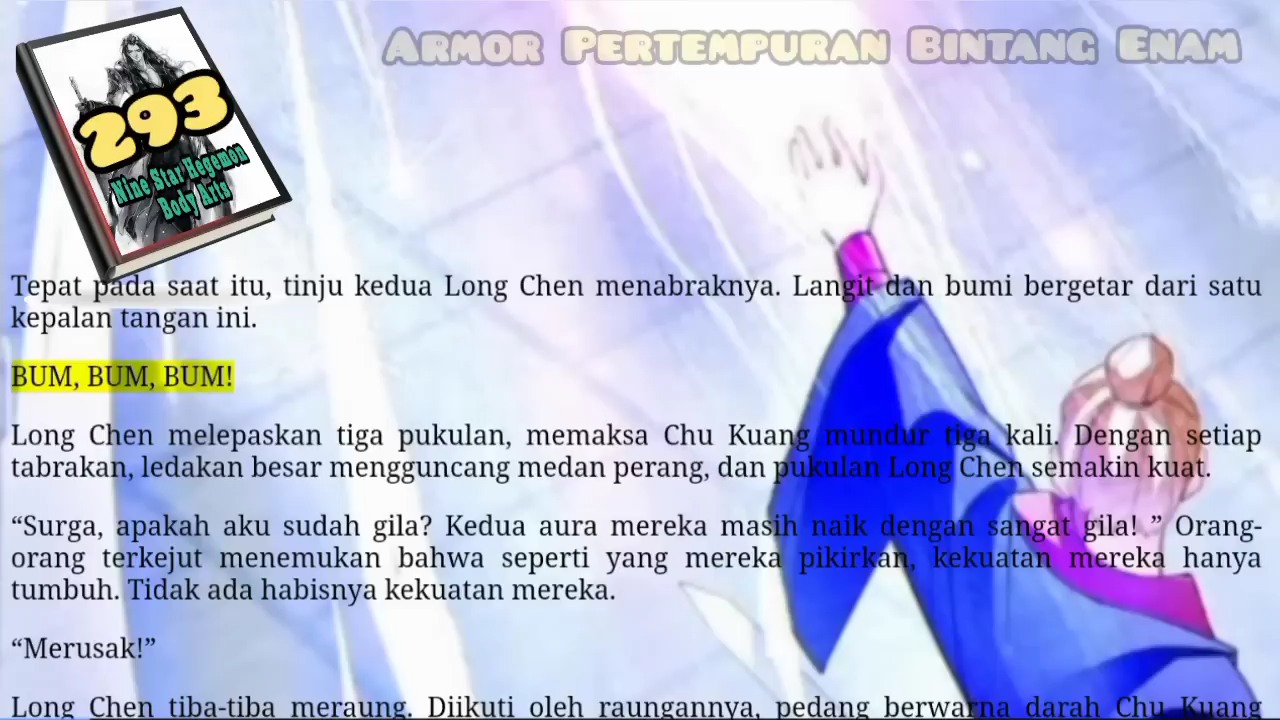 Armor Pertempuran Bintang Enam
293
Nine Star Hegemon
Body Arts
Tepat pada saat itu, tinju kedua Long Chen menabraknya. Langit dan bumi bergetar dari satu
kepalan tangan ini.
BUM, BUM, BUM!
Long Chen melepaskan tiga pukulan, memaksa Chu Kuang mundur tiga kali. Dengan setiap
tabrakan, ledakan besar mengguncang medan perang, dan pukulan Long Chen semakin kuat.
“Surga, apakah aku sudah gila? Kedua aura mereka masih naik dengan sangat gila! ” Orang-
orang terkejut menemukan bahwa seperti yang mereka pikirkan, kekuatan mereka hanya
tumbuh. Tidak ada habisnya kekuatan mereka.
“Merusak!”
Long Chen tiba-tiba meraung. Diikuti oleh raungannya, pedang berwarna darah Chu Kuang